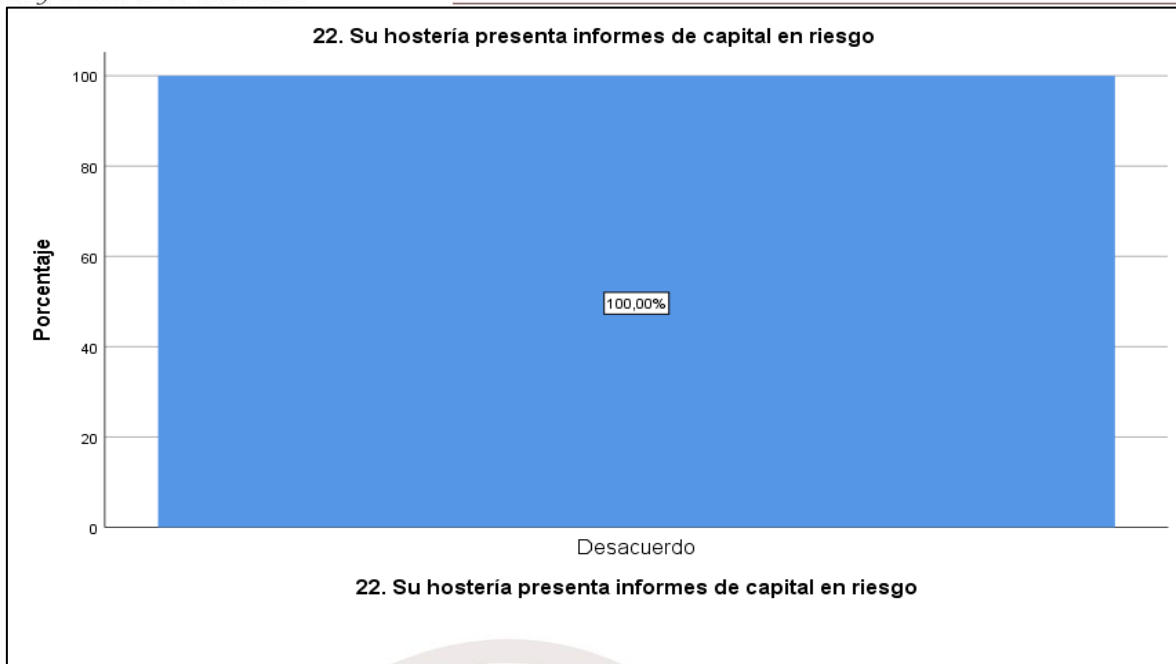 22. Su hostería presenta informes de capital en riesgo
100
80
60
40
20
0
Porcentaje
100,00%
Desacuerdo
22. Su hostería presenta informes de capital en riesgo